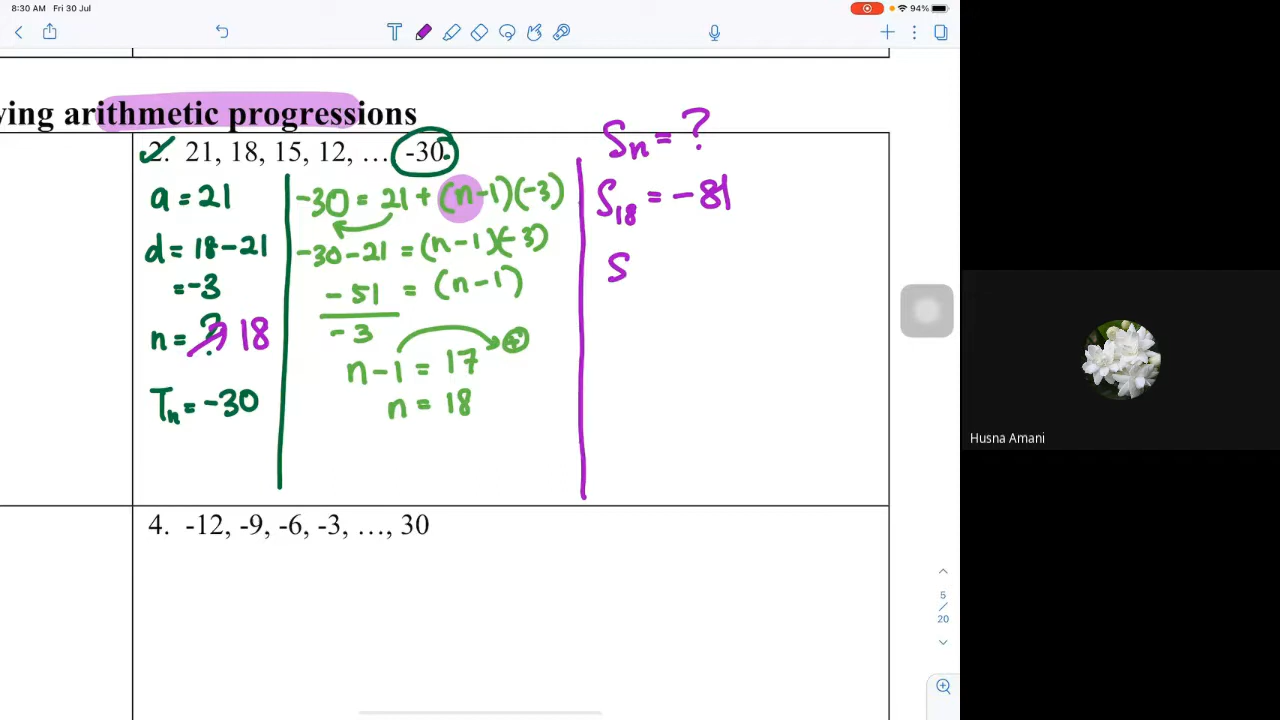 8:30 AM Fri 30 Jul
94%
ying arithmetic progressions
2. 21, 18, 15, 12, … -30.
a = 21
d = 18-21
= -3
n = ? 18
Tn = -30
-30 = 21 + (n-1)(-3)
-30-21 = (n-1)(-3)
-51 = (n-1)
-3
n-1 = 17 +
n = 18
Sn = ?
S18 = -81
S
4. -12, -9, -6, -3, …, 30
5
/
20
Husna Amani